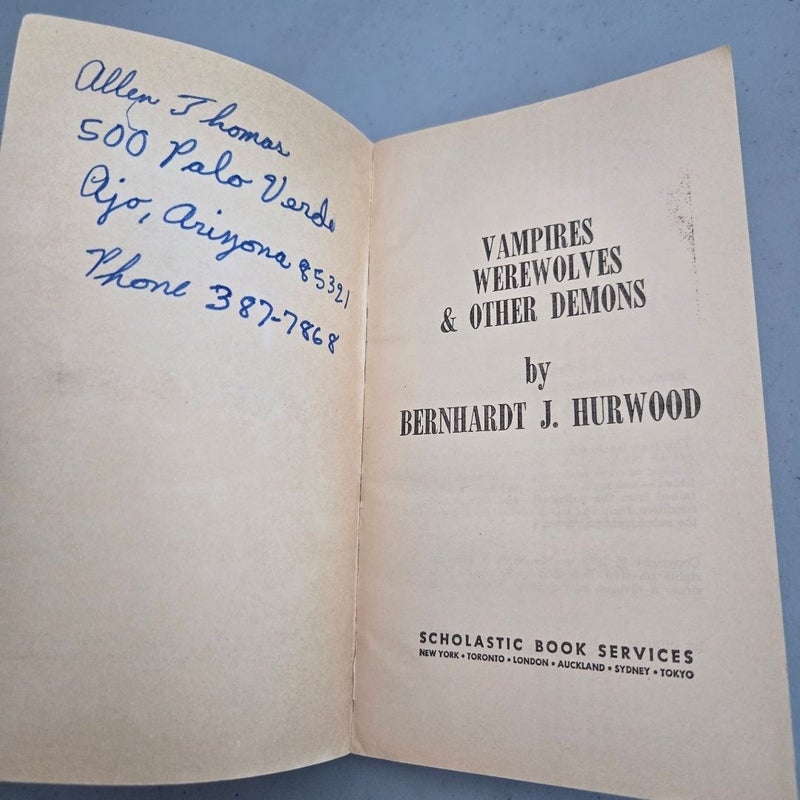 Allen Thomas
500 Palo Verde
Ajo, Arizona 85321
Phone 387-7868
VAMPIRES
WEREWOLVES
& OTHER DEMONS
by
BERNHARDT J. HURWOOD
SCHOLASTIC BOOK SERVICES
NEW YORK • TORONTO • LONDON • AUCKLAND • SYDNEY • TOKYO